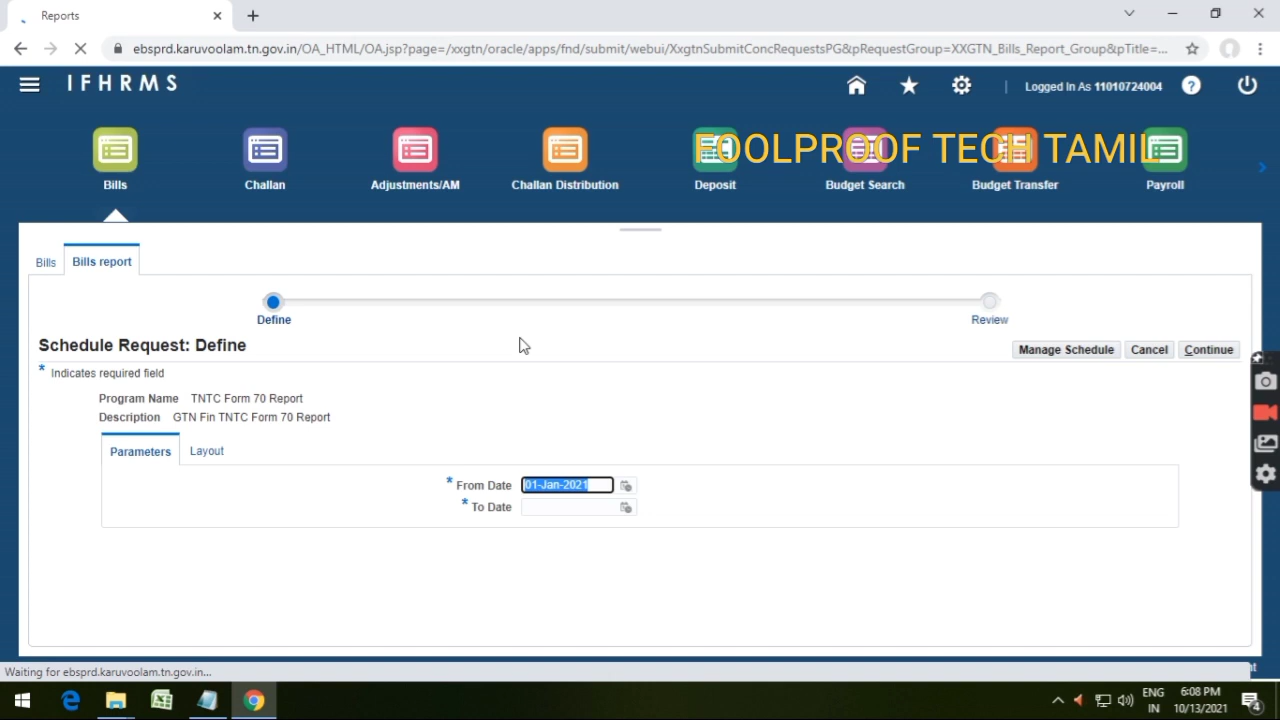 Reports
ebsprd.karuvoolam.tn.gov.in/OA_HTML/OA.jsp?page=/xxgtn/oracle/apps/fnd/submit/webui/XxgtnSubmitConcRequestsPG&pRequestGroup=XXGTN_Bills_Report_Group&pTitle=...
IFHRMS
| Logged In As 11010724004 ?
FOOLPROOF TECH TAMIL
Bills Challan Adjustments/AM Challan Distribution Deposit Budget Search Budget Transfer Payroll
Bills Bills report
Define Review
Schedule Request: Define Manage Schedule Cancel Continue
* Indicates required field
Program Name TNTC Form 70 Report
Description GTN Fin TNTC Form 70 Report
Parameters Layout
* From Date 01-Jan-2021
* To Date
Waiting for ebsprd.karuvoolam.tn.gov.in...
ENG 6:08 PM
IN 10/13/2021 4